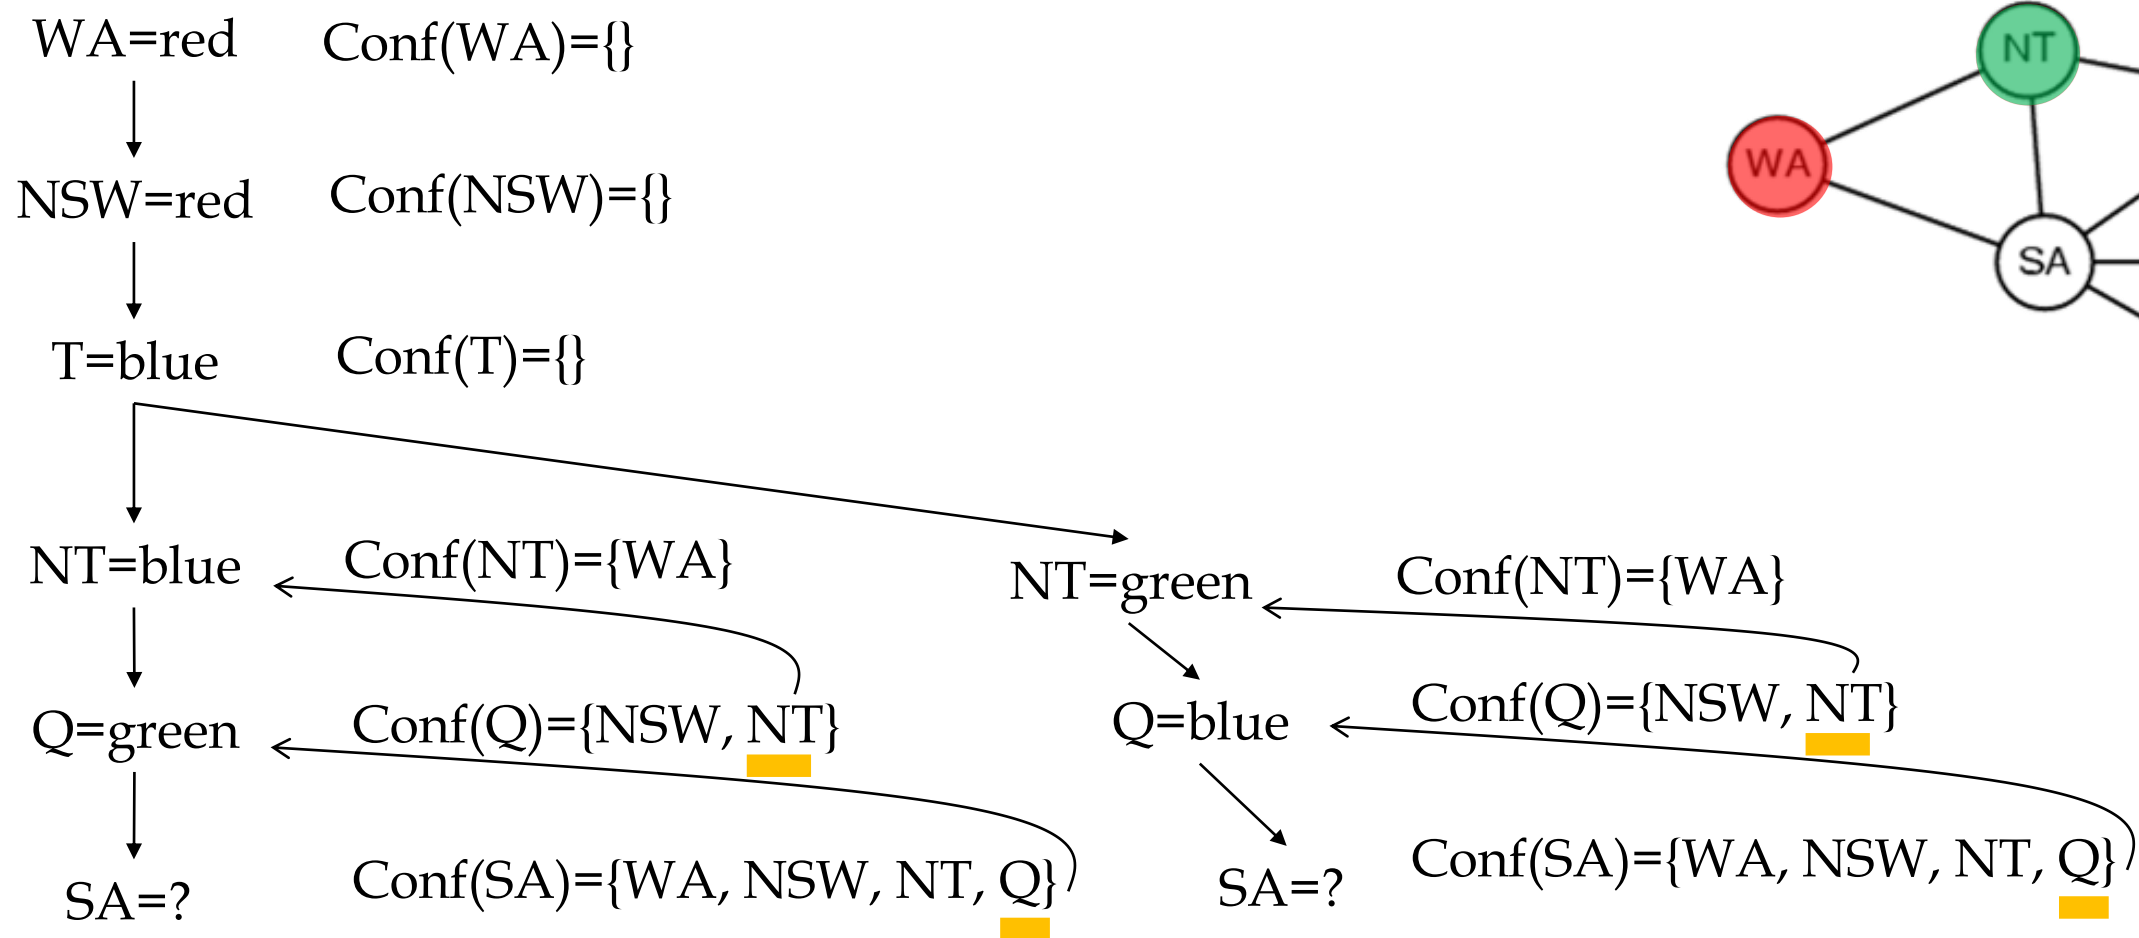 WA=red Conf(WA)={}
NSW=red Conf(NSW)={}
T=blue Conf(T)={}
NT=blue Conf(NT)={WA}
Q=green Conf(Q)={NSW, NT}
SA=? Conf(SA)={WA, NSW, NT, Q}
NT=green Conf(NT)={WA}
Q=blue Conf(Q)={NSW, NT}
SA=? Conf(SA)={WA, NSW, NT, Q}
NT
WA
SA